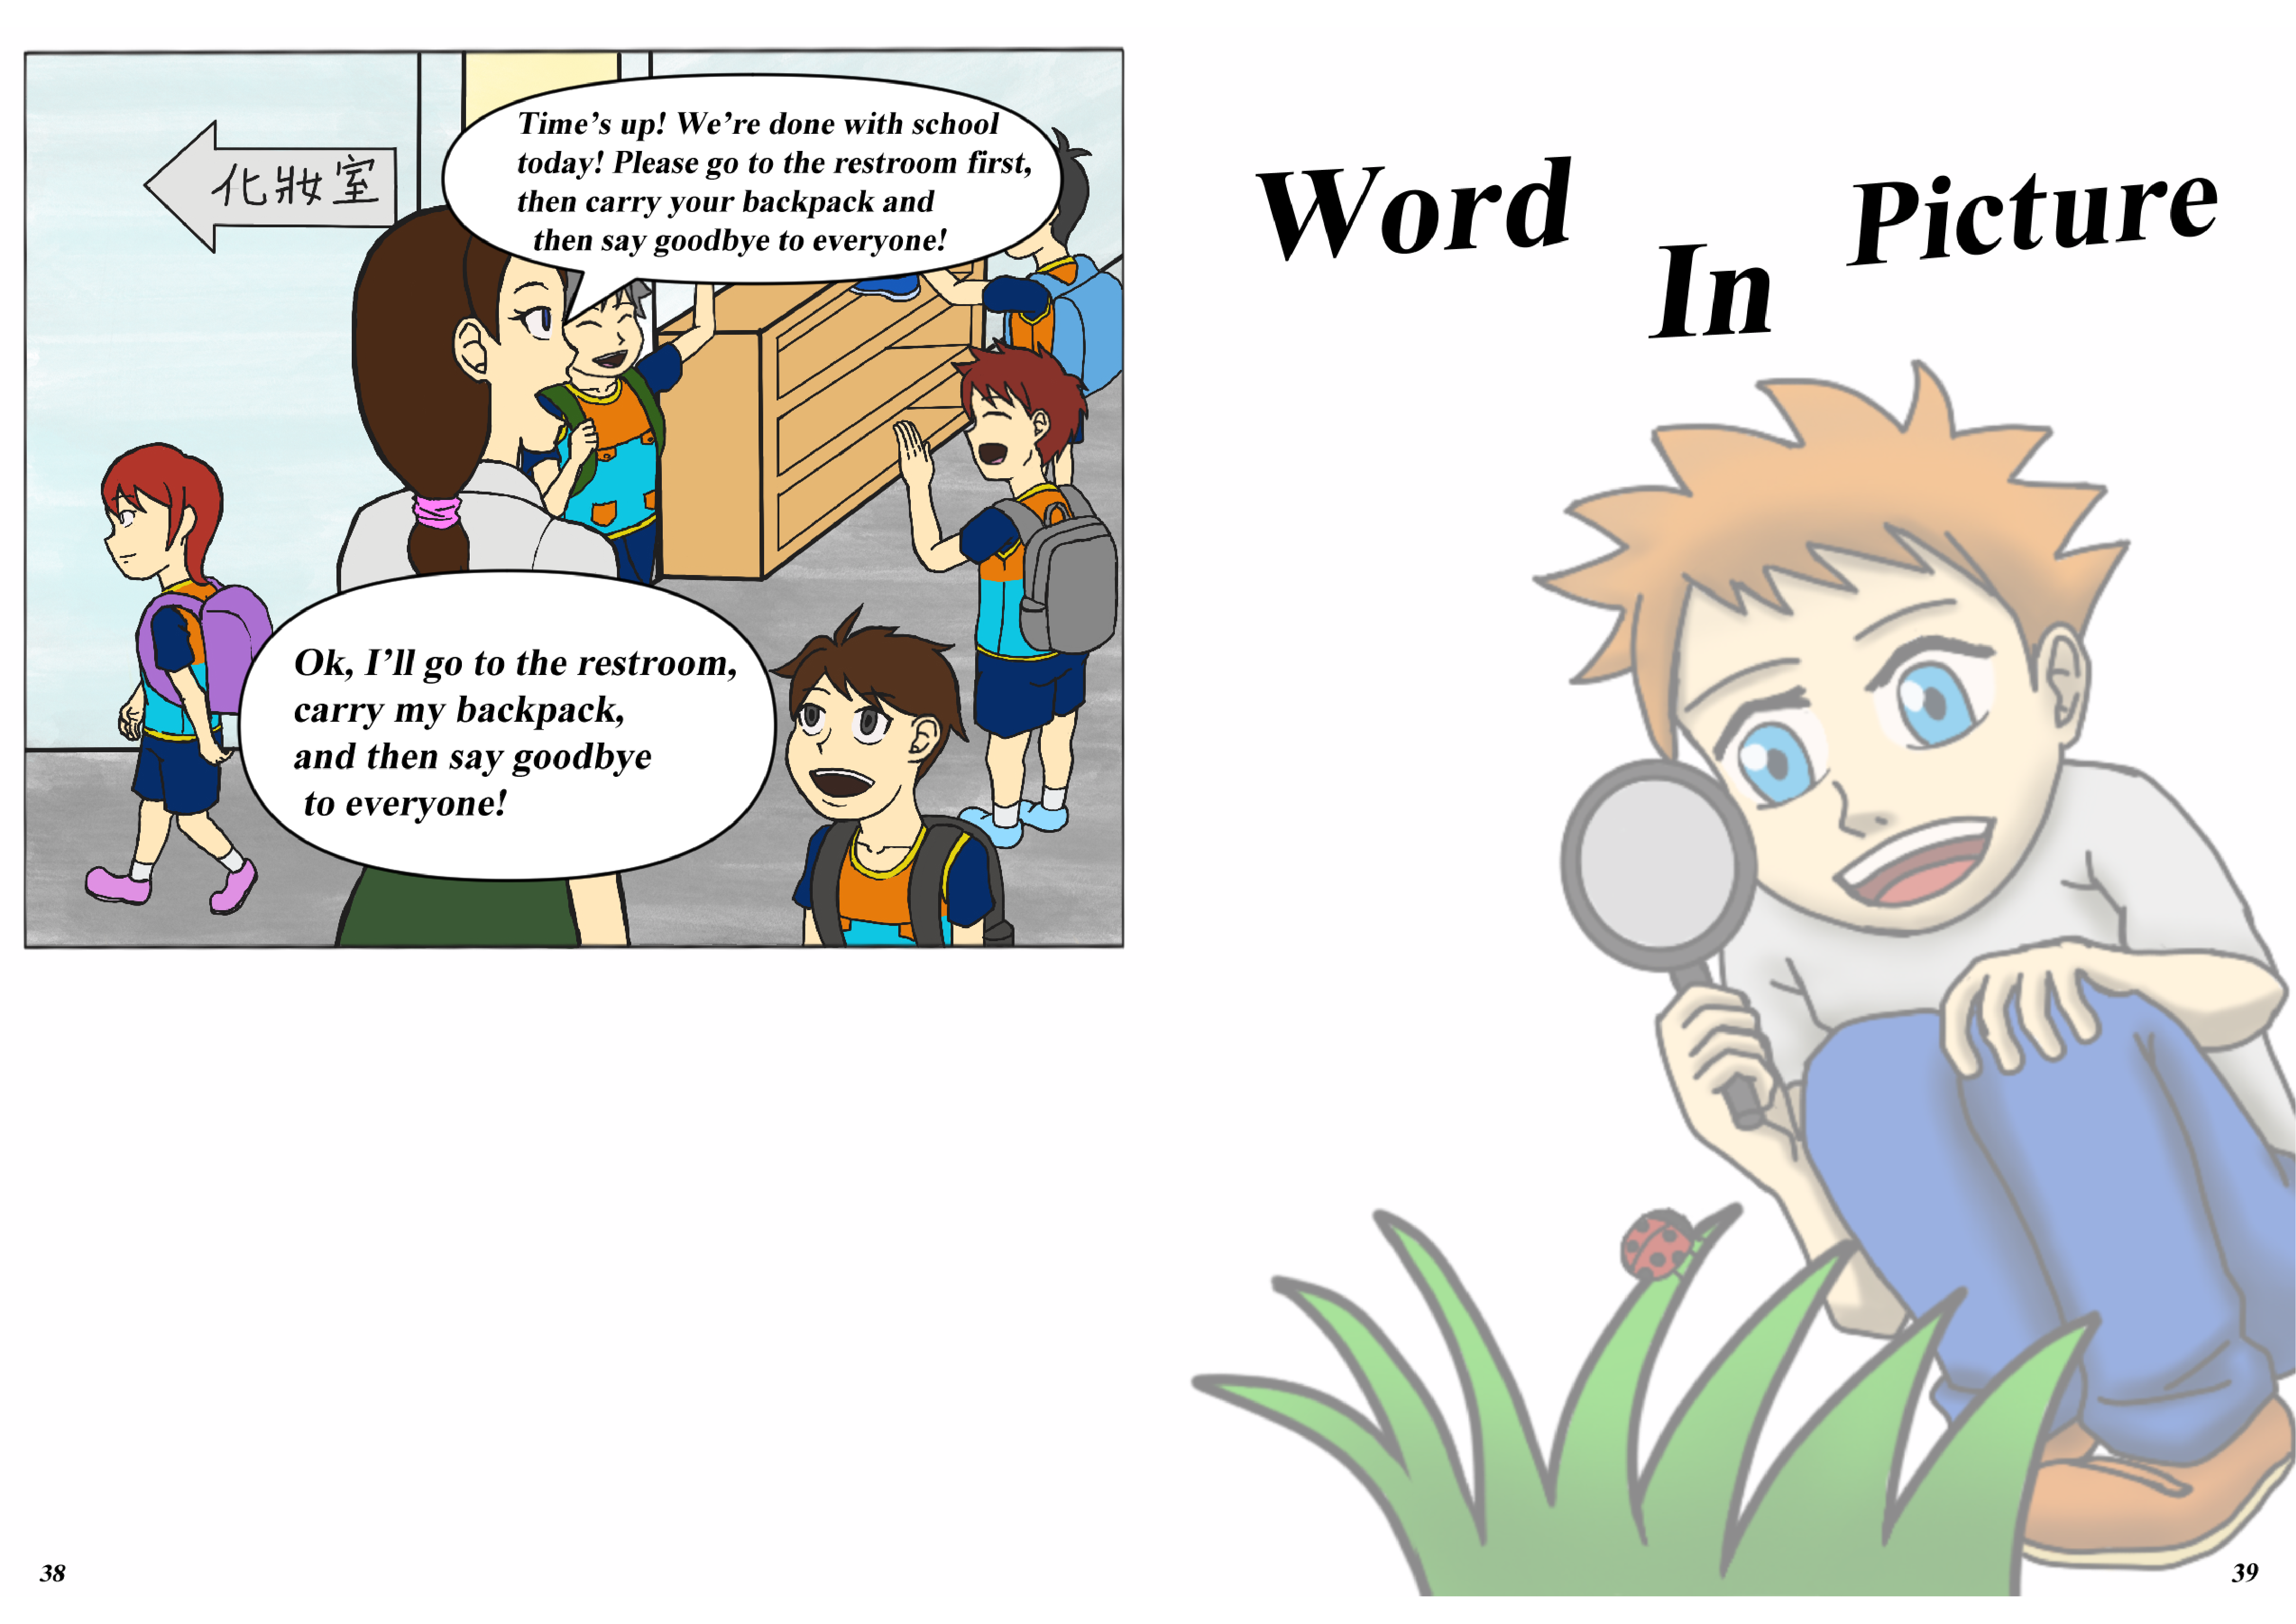 化妝室
Time's up! We're done with school
today! Please go to the restroom first,
then carry your backpack and
then say goodbye to everyone!
Ok, I'll go to the restroom,
carry my backpack,
and then say goodbye
to everyone!
38
Word In Picture
39